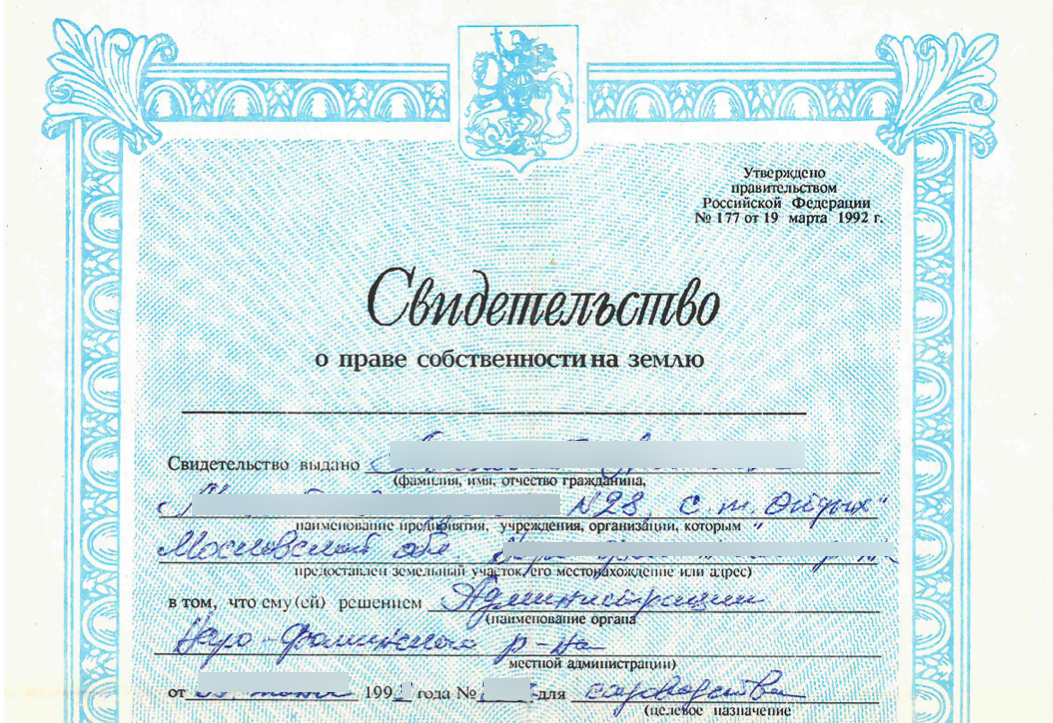 Утверждено
правительством
Российской Федерации
№ 177 от 19 марта 1992 г.
Свидетельство
о праве собственности на землю
Свидетельство выдано
(фамилия, имя, отчество гражданина,
N28, с.т. Отдых"
наименование предприятия, учреждения, организации, которым "
Московской обл.
предоставлен земельный участок, его местонахождение или адрес)
в том, что ему(ей) решением Администрации
(наименование органа
Наро-Фоминского р-на
местной администрации)
от 199 года № для садоводства
(целевое назначение